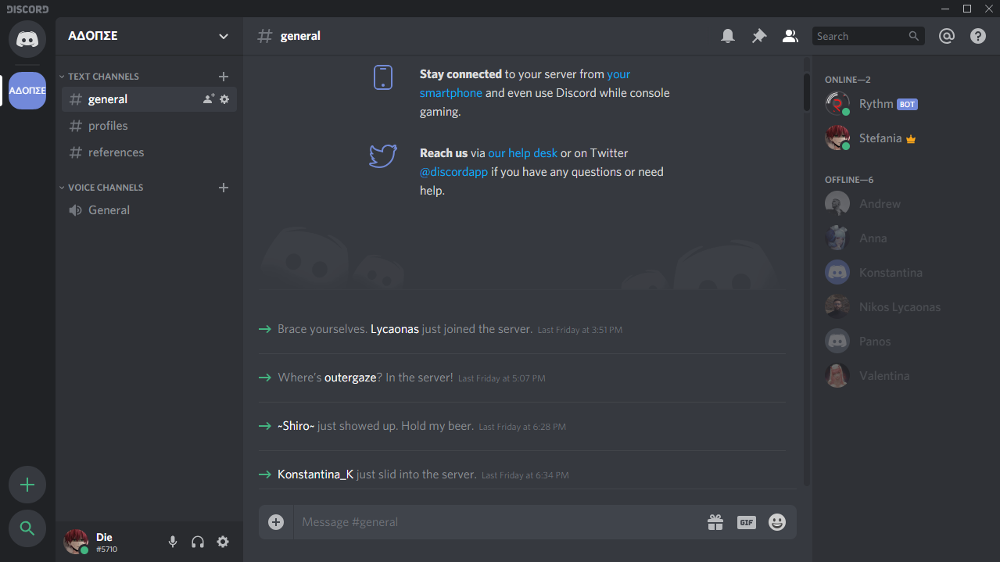 DISCORD
ΑΔΟΠΣΕ
ΑΔΟΠΣΕ
TEXT CHANNELS
general
profiles
references
VOICE CHANNELS
General
Die
#5710
general
Search
Stay connected to your server from your
smartphone and even use Discord while console
gaming.
Reach us via our help desk or on Twitter
@discordapp if you have any questions or need
help.
Brace yourselves. Lycaonas just joined the server. Last Friday at 3:51 PM
Where's outergaze? In the server! Last Friday at 5:07 PM
~Shiro~ just showed up. Hold my beer. Last Friday at 6:28 PM
Konstantina_K just slid into the server. Last Friday at 6:34 PM
Message #general
GIF
ONLINE—2
Rythm BOT
Stefania
OFFLINE—6
Andrew
Anna
Konstantina
Nikos Lycaonas
Panos
Valentina